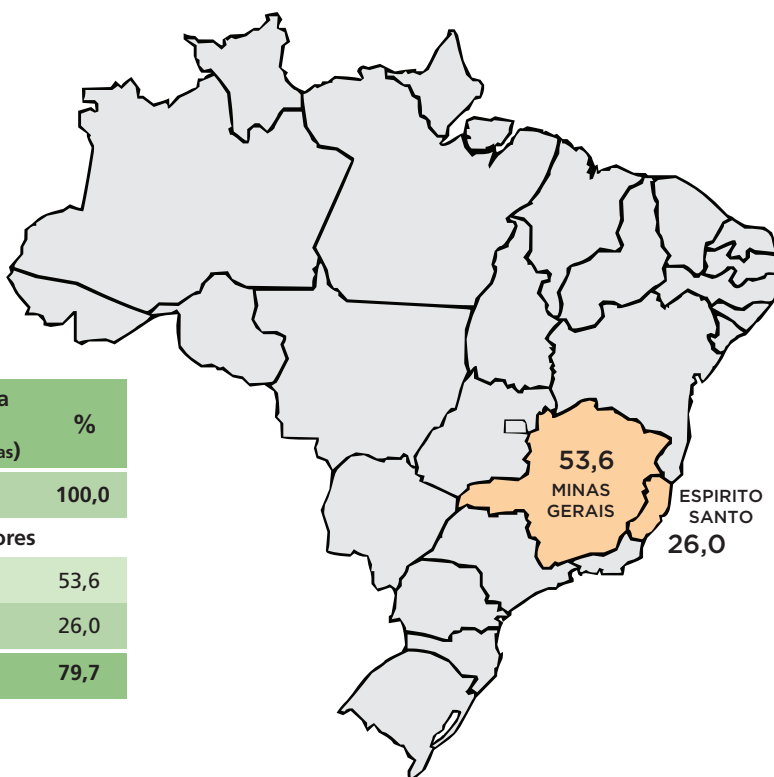 a
%
as)
100,0
ores
53,6
26,0
79,7
53,6
MINAS
GERAIS
ESPIRITO
SANTO
26,0